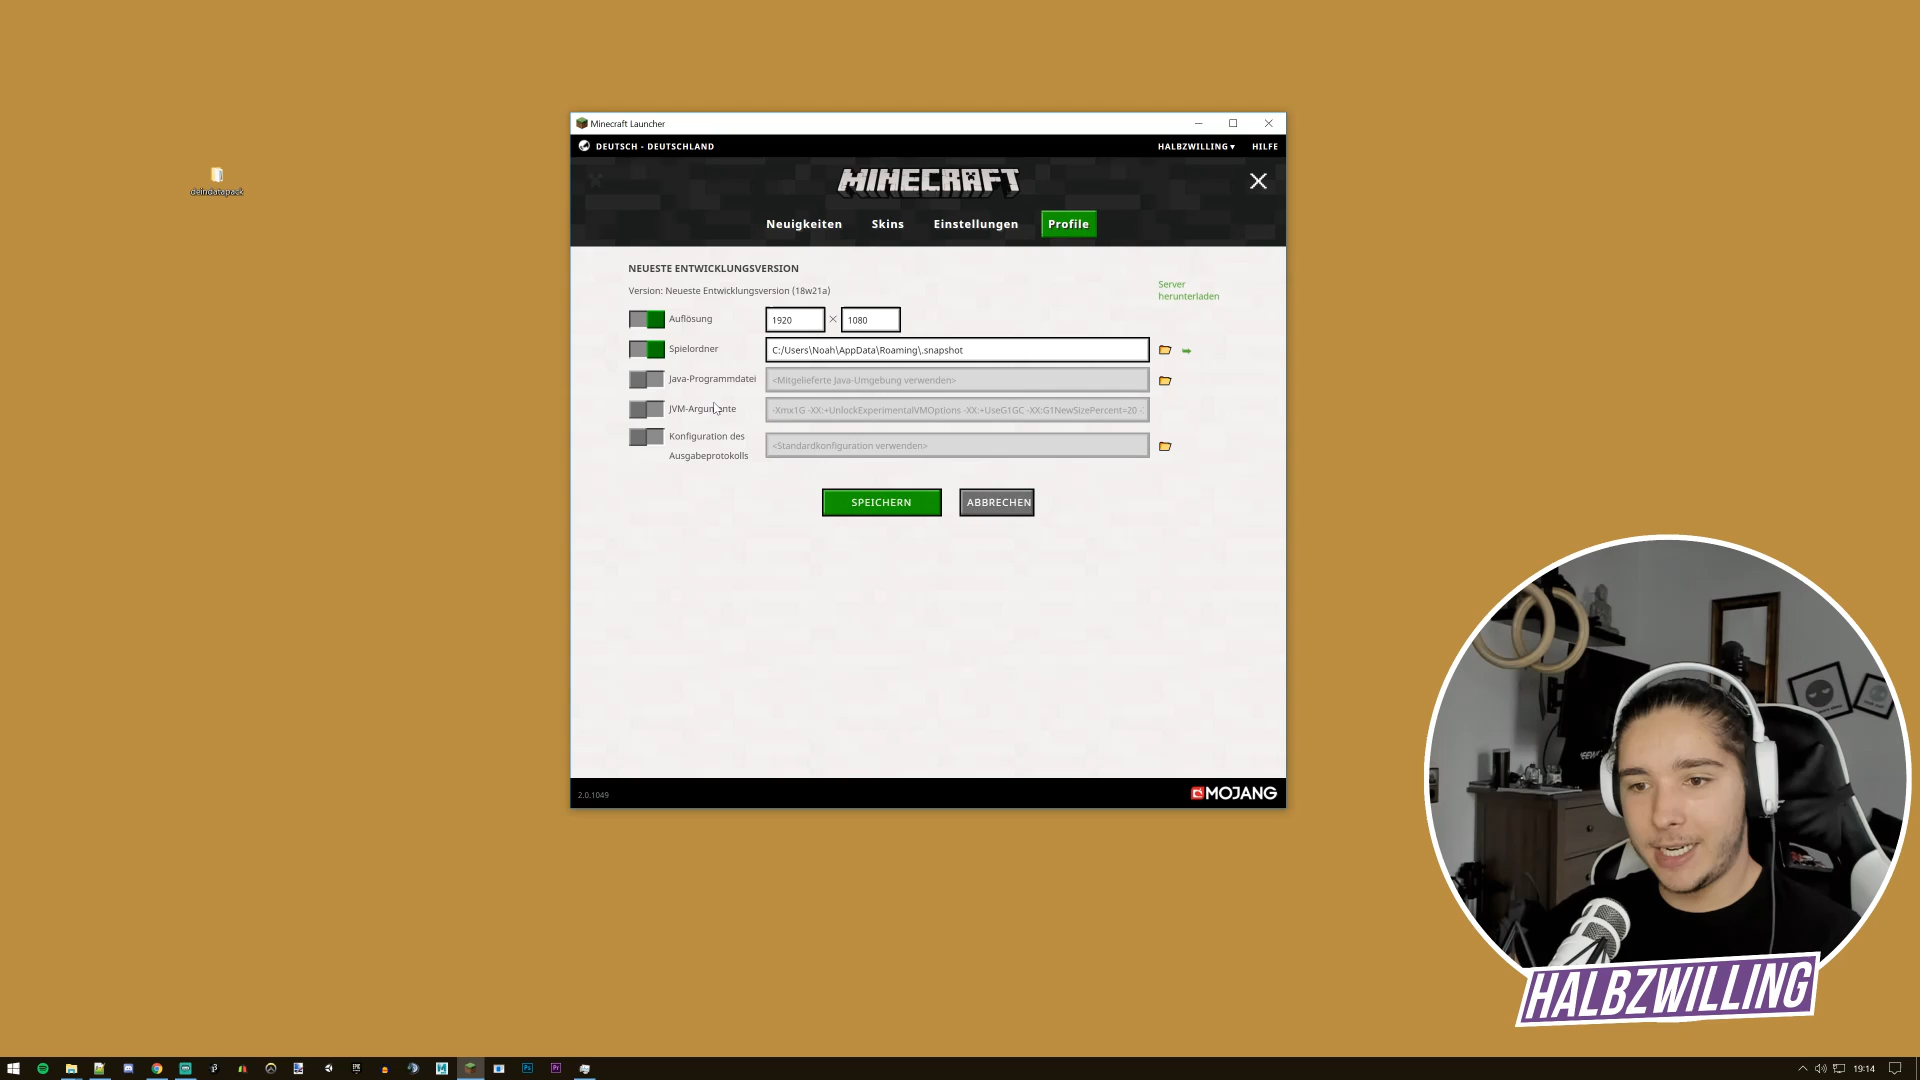 deindatapack
Minecraft Launcher
DEUTSCH - DEUTSCHLAND
HALBZWILLING▾
HILFE
MINECRAFT
Neuigkeiten
Skins
Einstellungen
Profile
NEUESTE ENTWICKLUNGSVERSION
Version: Neueste Entwicklungsversion (18w21a)
Server
herunterladen
Auflösung
1920
×
1080
Spielordner
C:/Users\Noah\AppData\Roaming\.snapshot
Java-Programmdatei
<Mitgelieferte Java-Umgebung verwenden>
JVM-Argumente
-Xmx1G -XX:+UnlockExperimentalVMOptions -XX:+UseG1GC -XX:G1NewSizePercent=20
Konfiguration des
Ausgabeprotokolls
<Standardkonfiguration verwenden>
SPEICHERN
ABBRECHEN
2.0.1049
MOJANG
HALBZWILLING
19:14